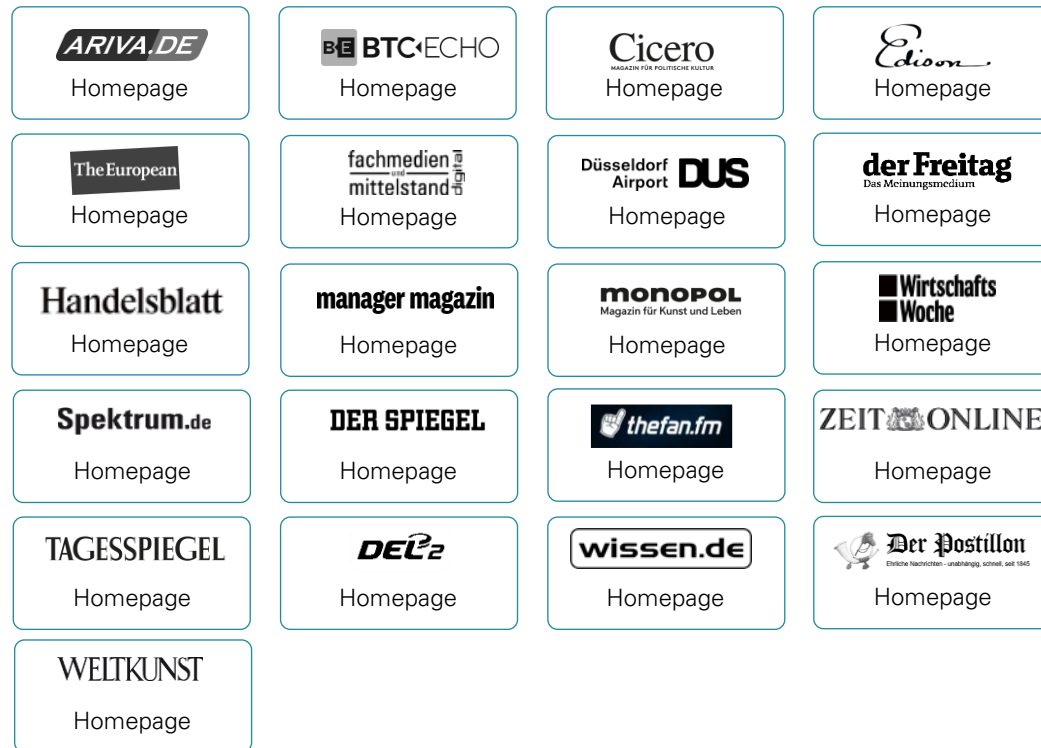 ARIVA.DE
Homepage
BE BTC ECHO
Homepage
Cicero
MAGAZIN FÜR POLITISCHE KULTUR
Homepage
Edison
Homepage
The European
Homepage
fachmedien
und
mittelstand
digital
Homepage
Düsseldorf
Airport DUS
Homepage
der Freitag
Das Meinungsmedium
Homepage
Handelsblatt
Homepage
manager magazin
Homepage
monopol
Magazin für Kunst und Leben
Homepage
Wirtschafts
Woche
Homepage
Spektrum.de
Homepage
DER SPIEGEL
Homepage
thefan.fm
Homepage
ZEIT ONLINE
Homepage
TAGESSPIEGEL
Homepage
DEL2
Homepage
wissen.de
Homepage
Der Postillon
Ehrliche Nachrichten - unabhängig, schnell, seit 1845
Homepage
WELTKUNST
Homepage